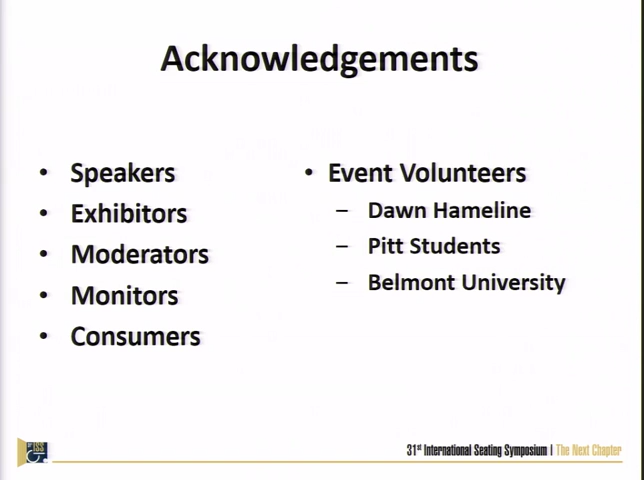 Acknowledgements
• Speakers
• Exhibitors
• Moderators
• Monitors
• Consumers
• Event Volunteers
– Dawn Hameline
– Pitt Students
– Belmont University
31st International Seating Symposium | The Next Chapter